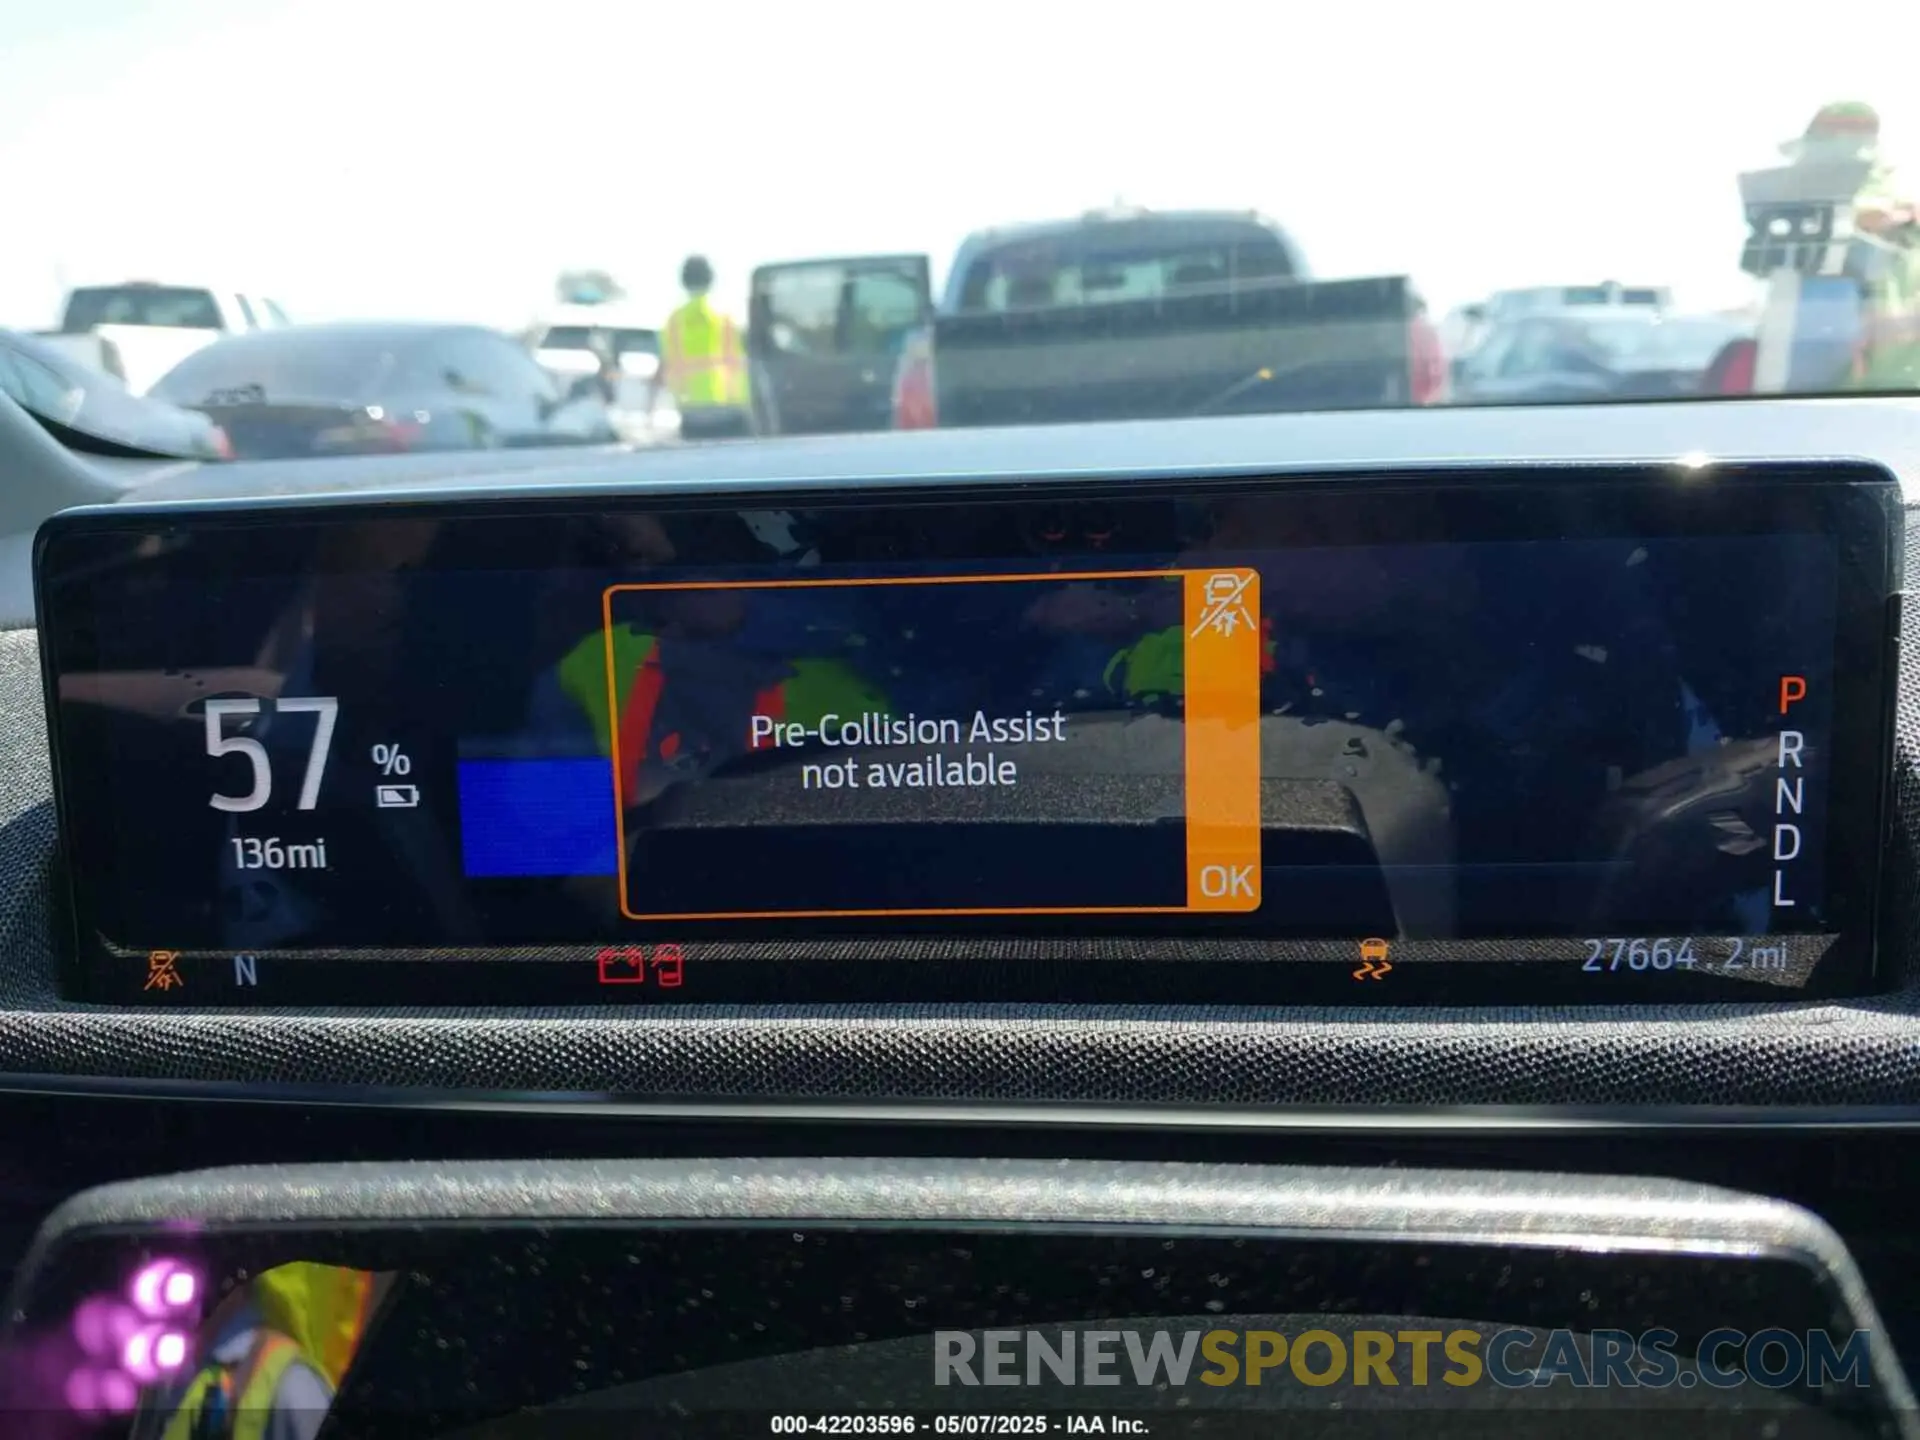 57 %
136mi
Pre-Collision Assist
not available
OK
P
R
N
D
L
N
27664.2mi
RENEWSPORTSCARS.COM
000-42203596 - 05/07/2025 - IAA Inc.